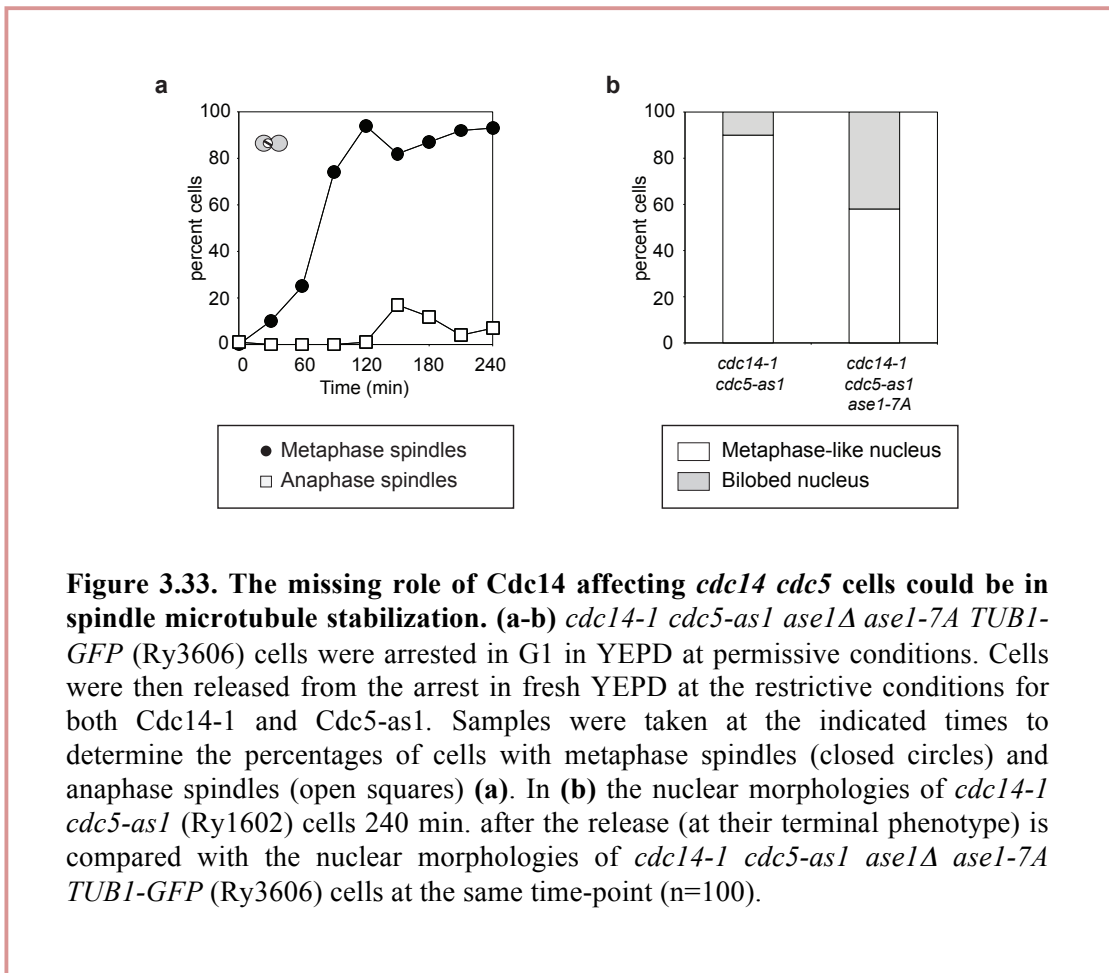 a
b
100
80
60
40
20
0
percent cells
0 60 120 180 240
Time (min)
100
80
60
40
20
0
percent cells
cdc14-1
cdc5-as1
cdc14-1
cdc5-as1
ase1-7A
Metaphase spindles
Anaphase spindles
Metaphase-like nucleus
Bilobed nucleus
Figure 3.33. The missing role of Cdc14 affecting cdc14 cdc5 cells could be in
spindle microtubule stabilization. (a-b) cdc14-1 cdc5-as1 ase1Δ ase1-7A TUB1-
GFP (Ry3606) cells were arrested in G1 in YEPD at permissive conditions. Cells
were then released from the arrest in fresh YEPD at the restrictive conditions for
both Cdc14-1 and Cdc5-as1. Samples were taken at the indicated times to
determine the percentages of cells with metaphase spindles (closed circles) and
anaphase spindles (open squares) (a). In (b) the nuclear morphologies of cdc14-1
cdc5-as1 (Ry1602) cells 240 min. after the release (at their terminal phenotype) is
compared with the nuclear morphologies of cdc14-1 cdc5-as1 ase1Δ ase1-7A
TUB1-GFP (Ry3606) cells at the same time-point (n=100).